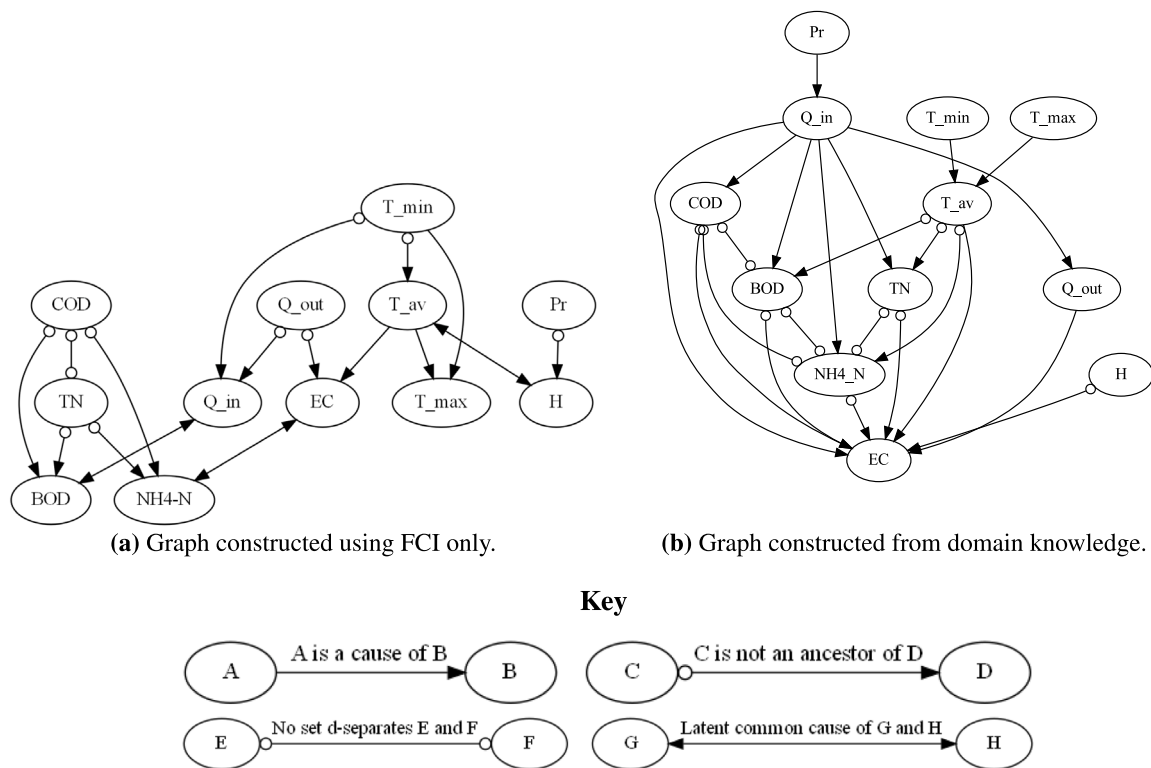 Pr
Q_in
T_min
T_max
COD
T_av
BOD
TN
Q_out
NH4_N
H
EC
T_min
COD
Q_out
T_av
Pr
TN
Q_in
EC
T_max
H
BOD
NH4-N
(a) Graph constructed using FCI only.
(b) Graph constructed from domain knowledge.
Key
A
A is a cause of B
B
C
C is not an ancestor of D
D
E
No set d-separates E and F
F
G
Latent common cause of G and H
H